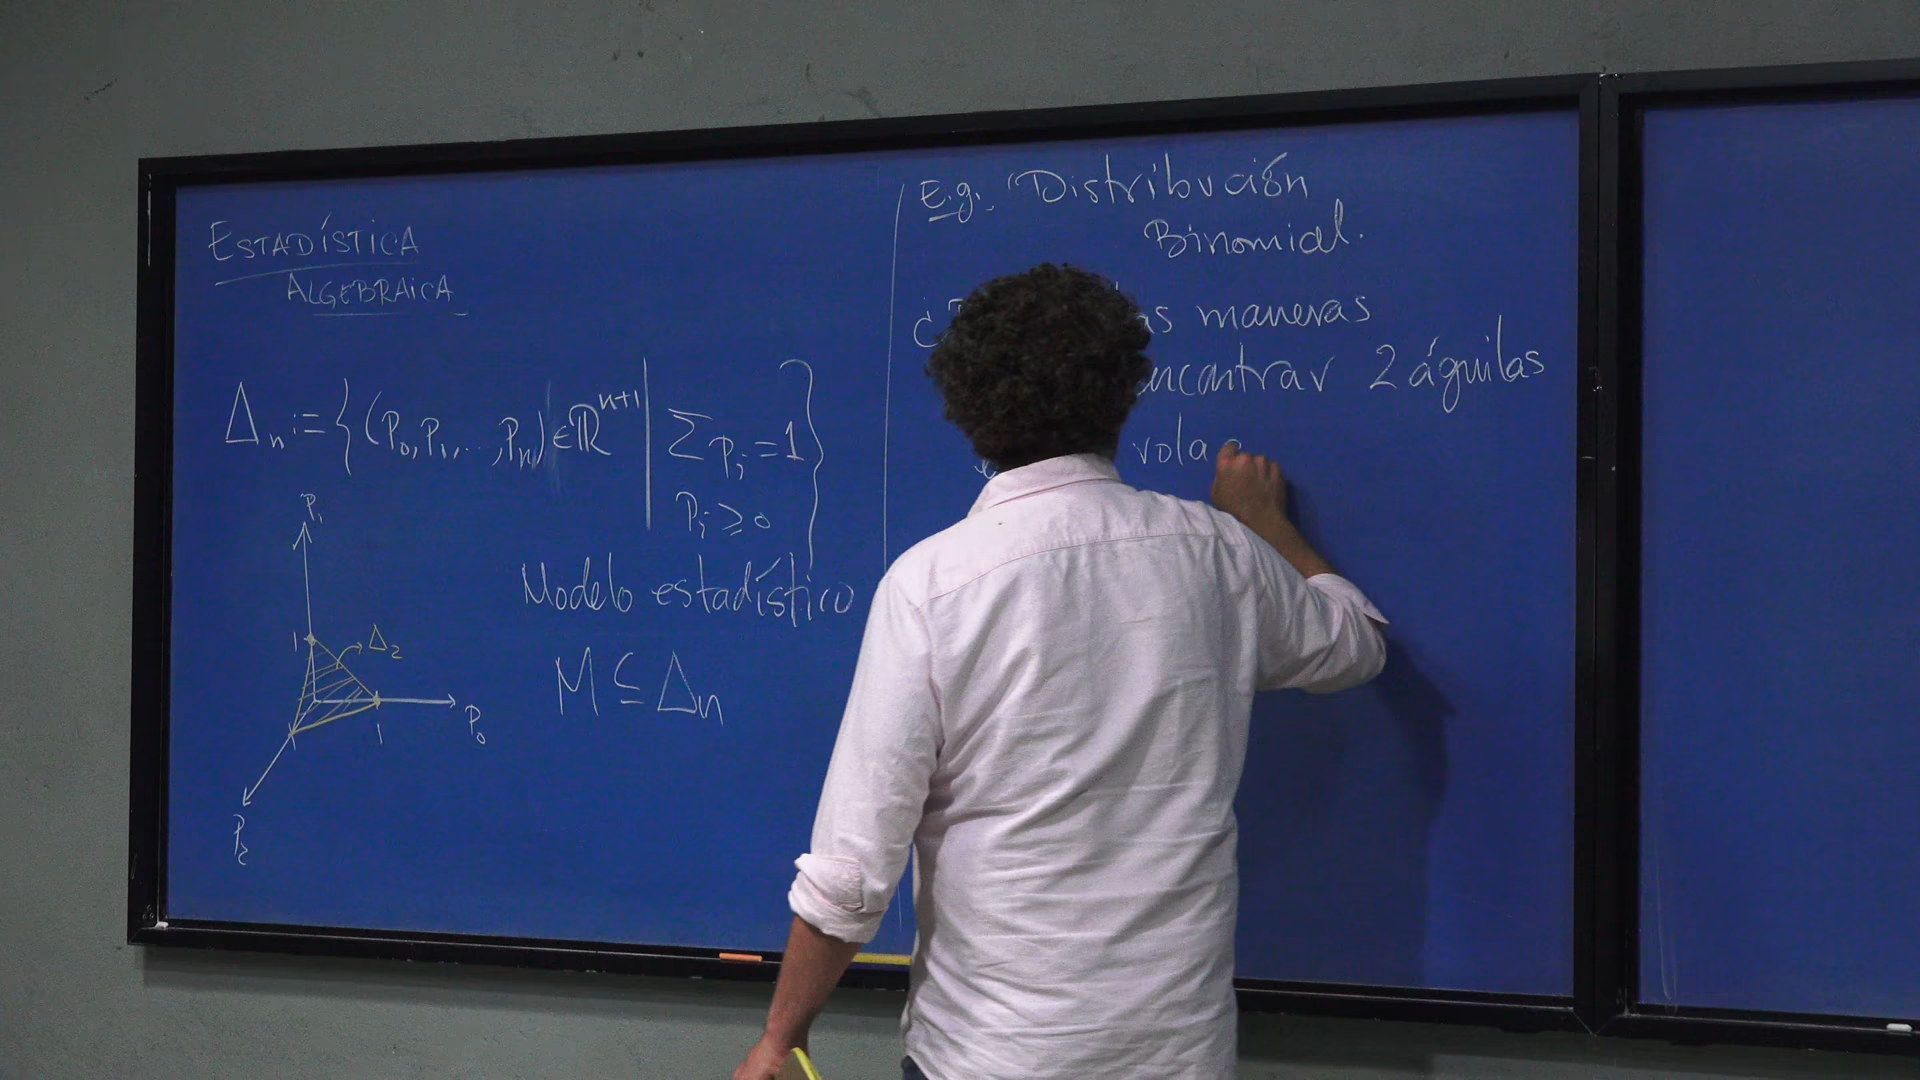 ESTADÍSTICA
ALGEBRAICA
Δn := {(P0, P1, ..., Pn) ∈ ℝ^n+1 | ∑ Pi = 1
Pi ≥ 0}
P1
1
Δ2
1
P0
1
P2
Modelo estadístico
M ⊆ Δn
E.g. Distribución
Binomial.
maneras
encontrar 2 águilas